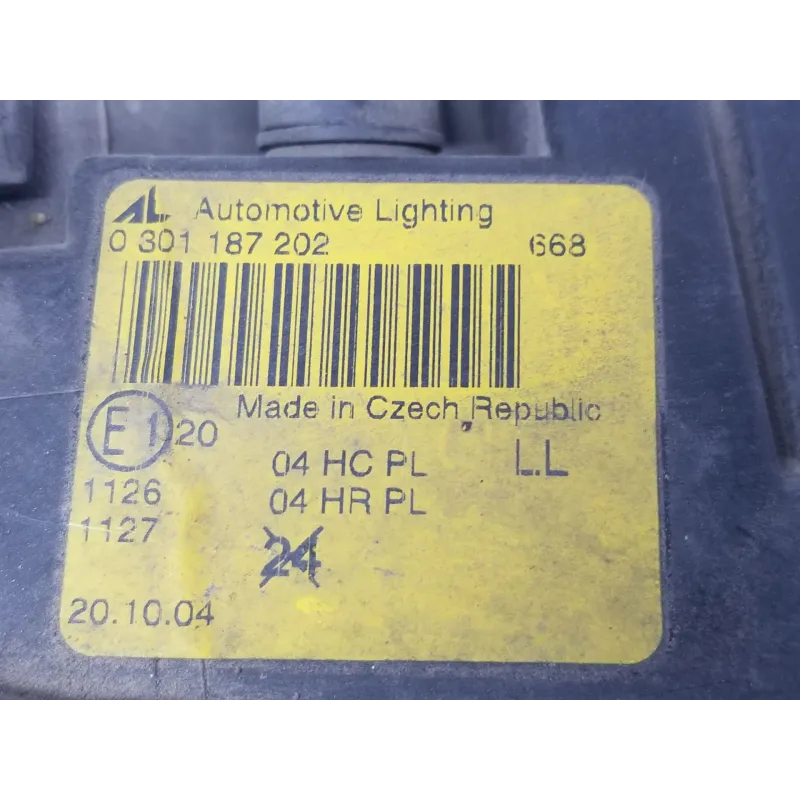 AL Automotive Lighting
0 301 187 202 668
Made in Czech Republic
E1 20
04 HC PL L.L
1126 04 HR PL
1127
24
20.10.04